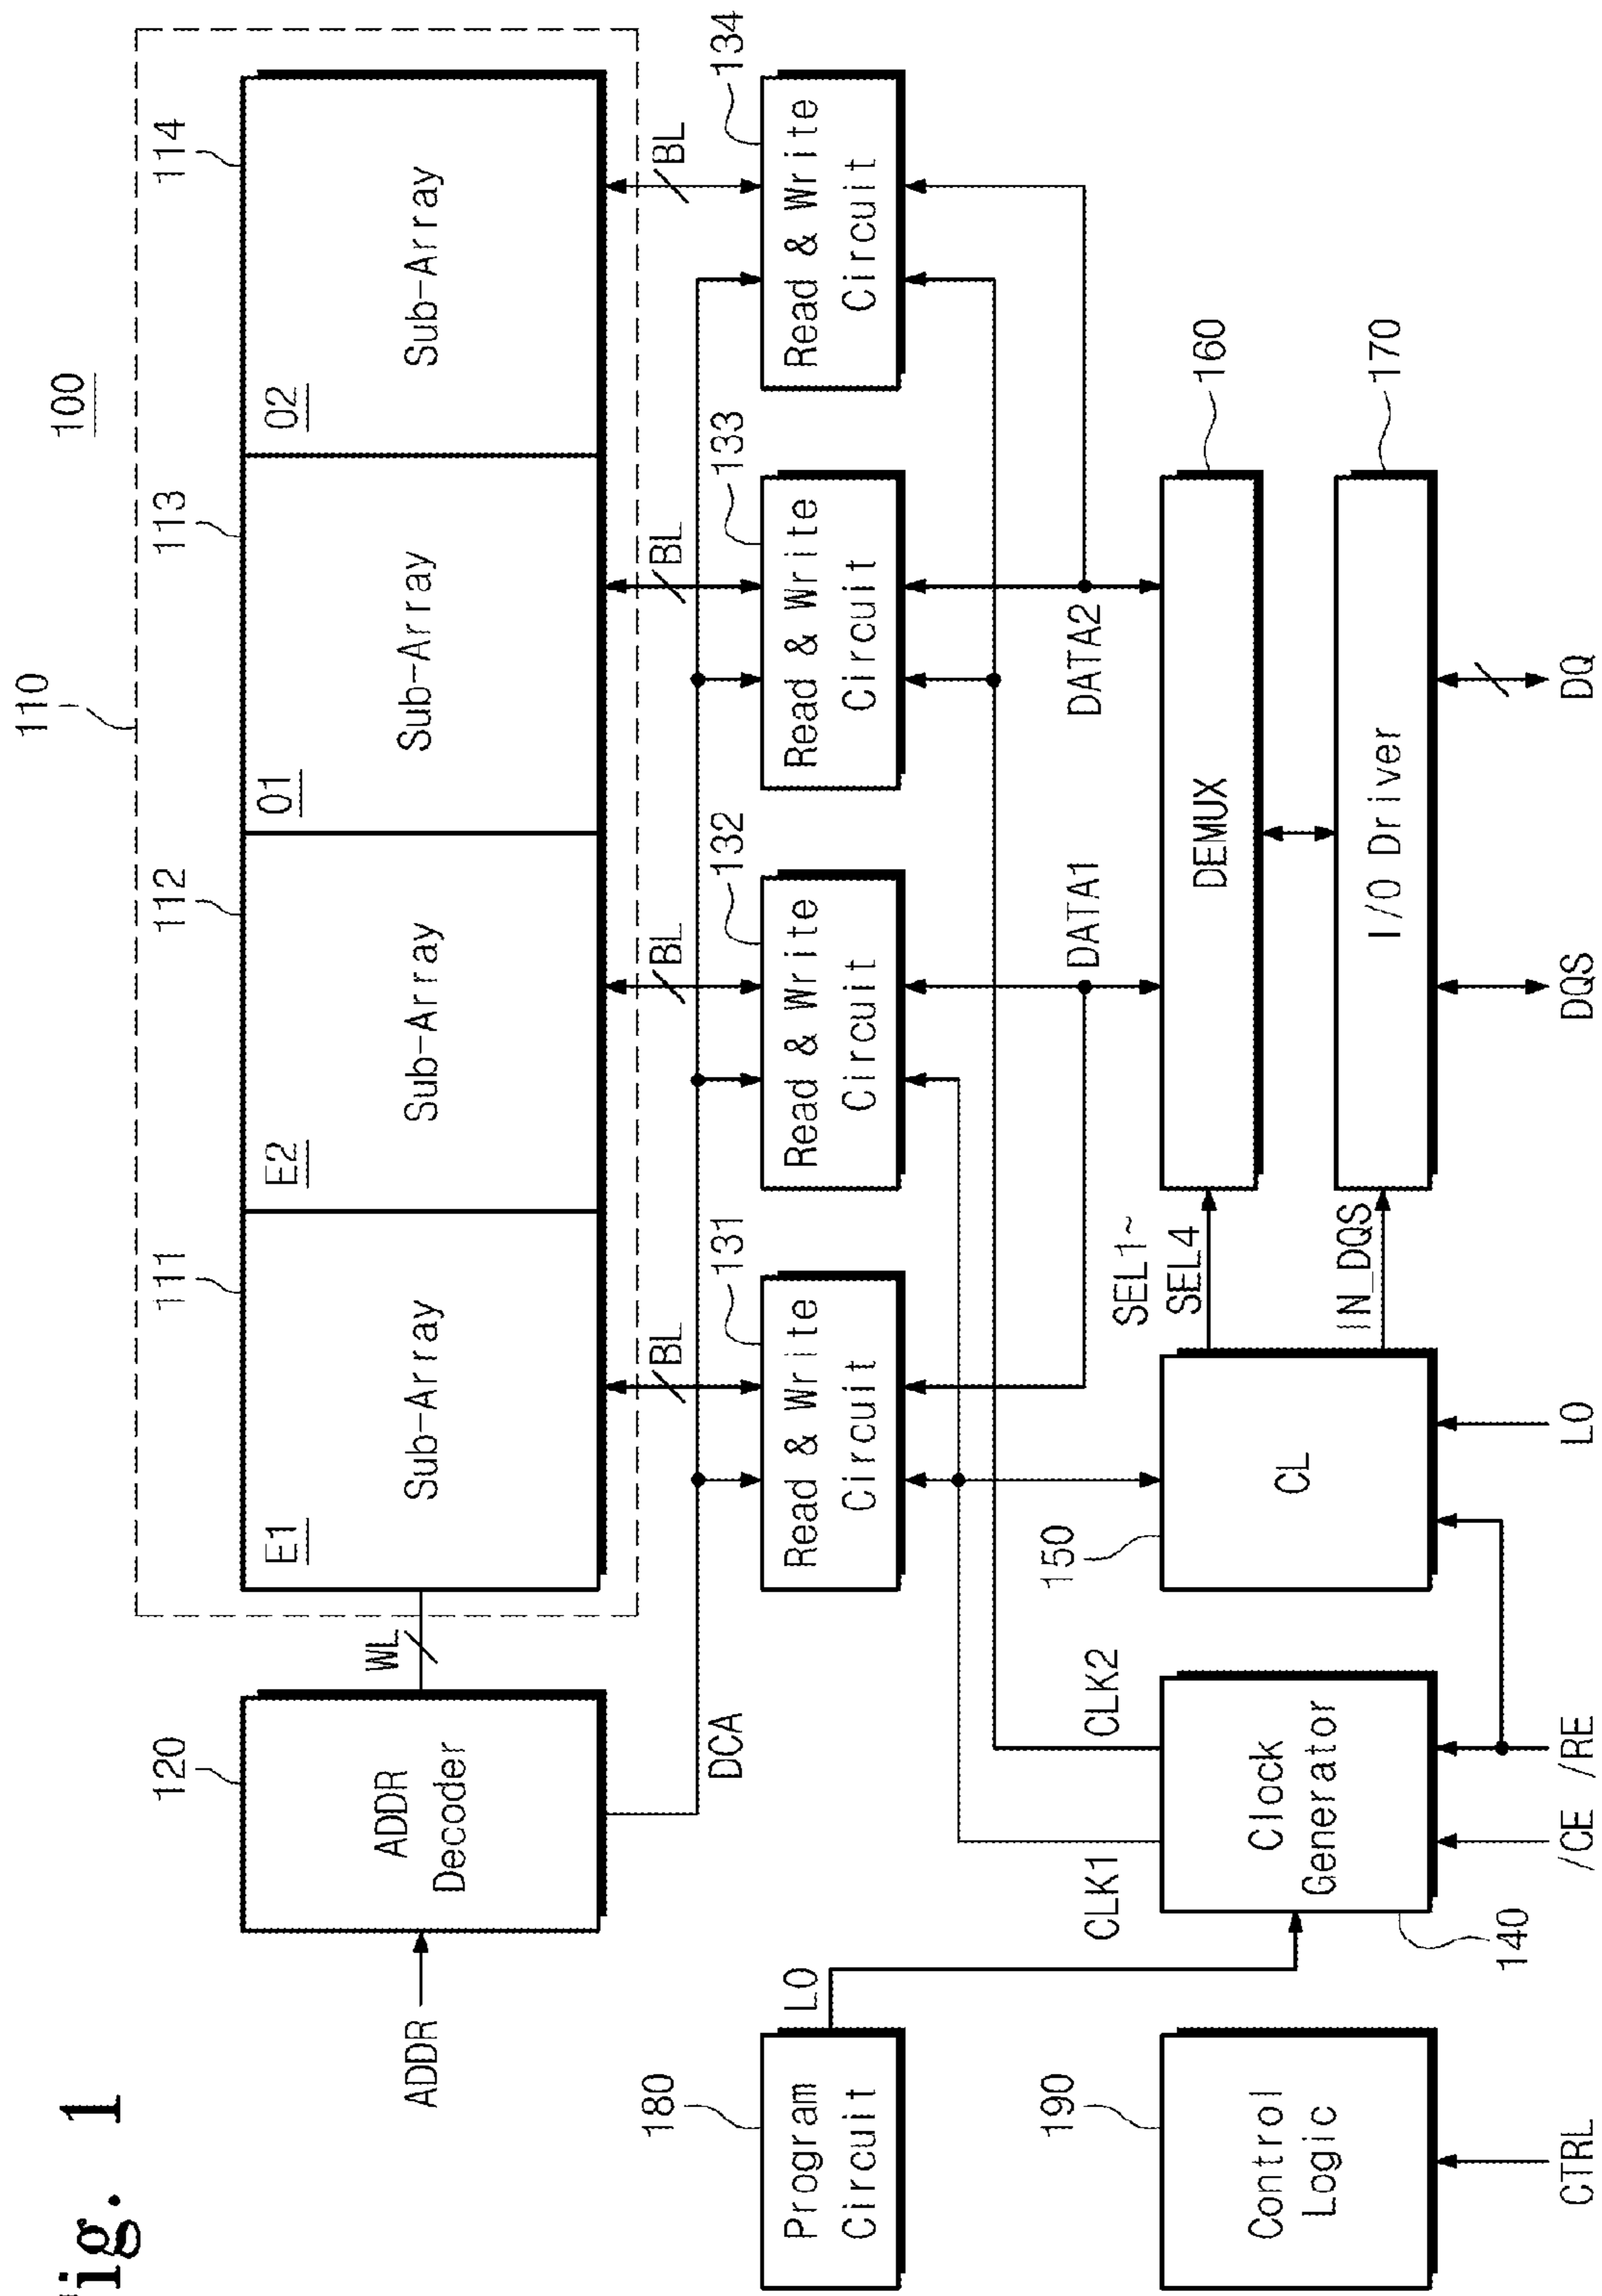 ig. 1
100
110
111
112
113
114
E1
Sub-Array
E2
Sub-Array
O1
Sub-Array
O2
Sub-Array
120
ADDR
ADDR
Decoder
WL
BL
BL
BL
BL
DCA
131
132
133
134
Read & Write
Circuit
Read & Write
Circuit
Read & Write
Circuit
Read & Write
Circuit
180
Program
Circuit
LO
CLK1
CLK2
DATA1
DATA2
190
Control
Logic
CTRL
Clock
Generator
140
/CE
/RE
150
CL
LO
SEL1~
SEL4
IN_DQS
DEMUX
160
I/O Driver
170
DQS
DQ